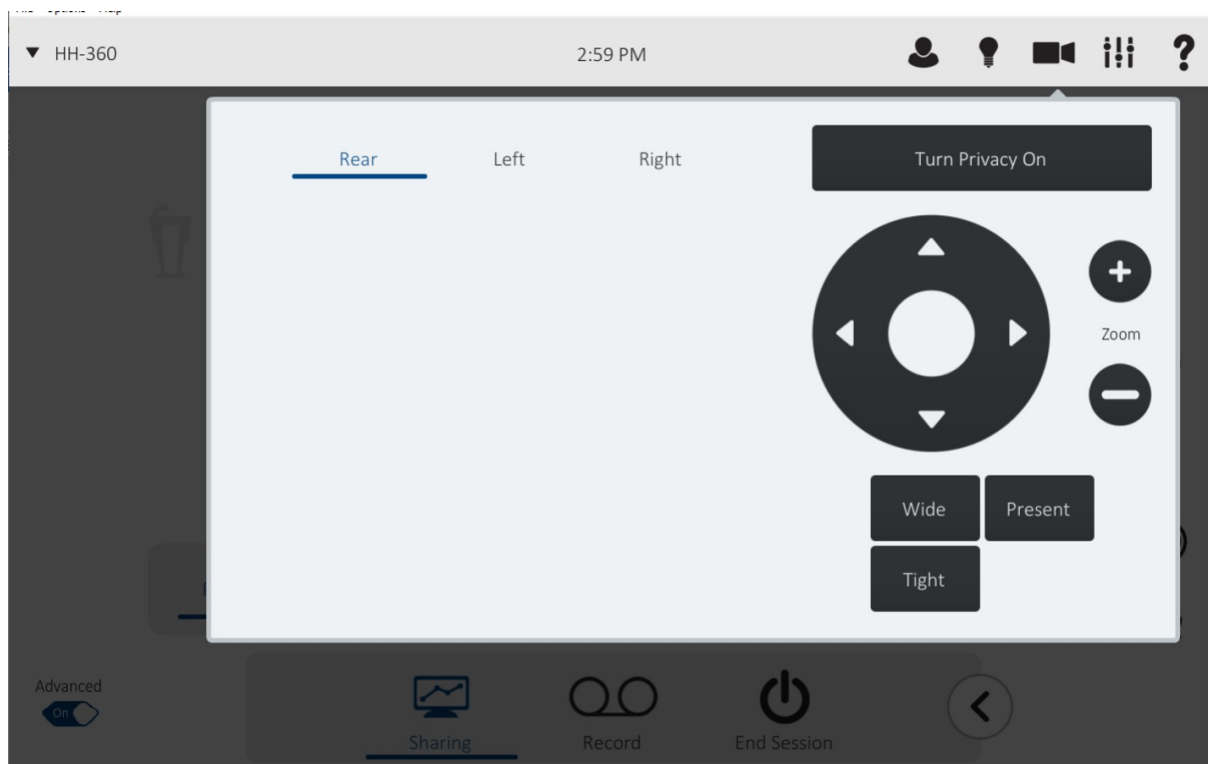 HH-360
2:59 PM
Rear
Left
Right
Turn Privacy On
Zoom
Wide
Present
Tight
Advanced
On
Sharing
Record
End Session